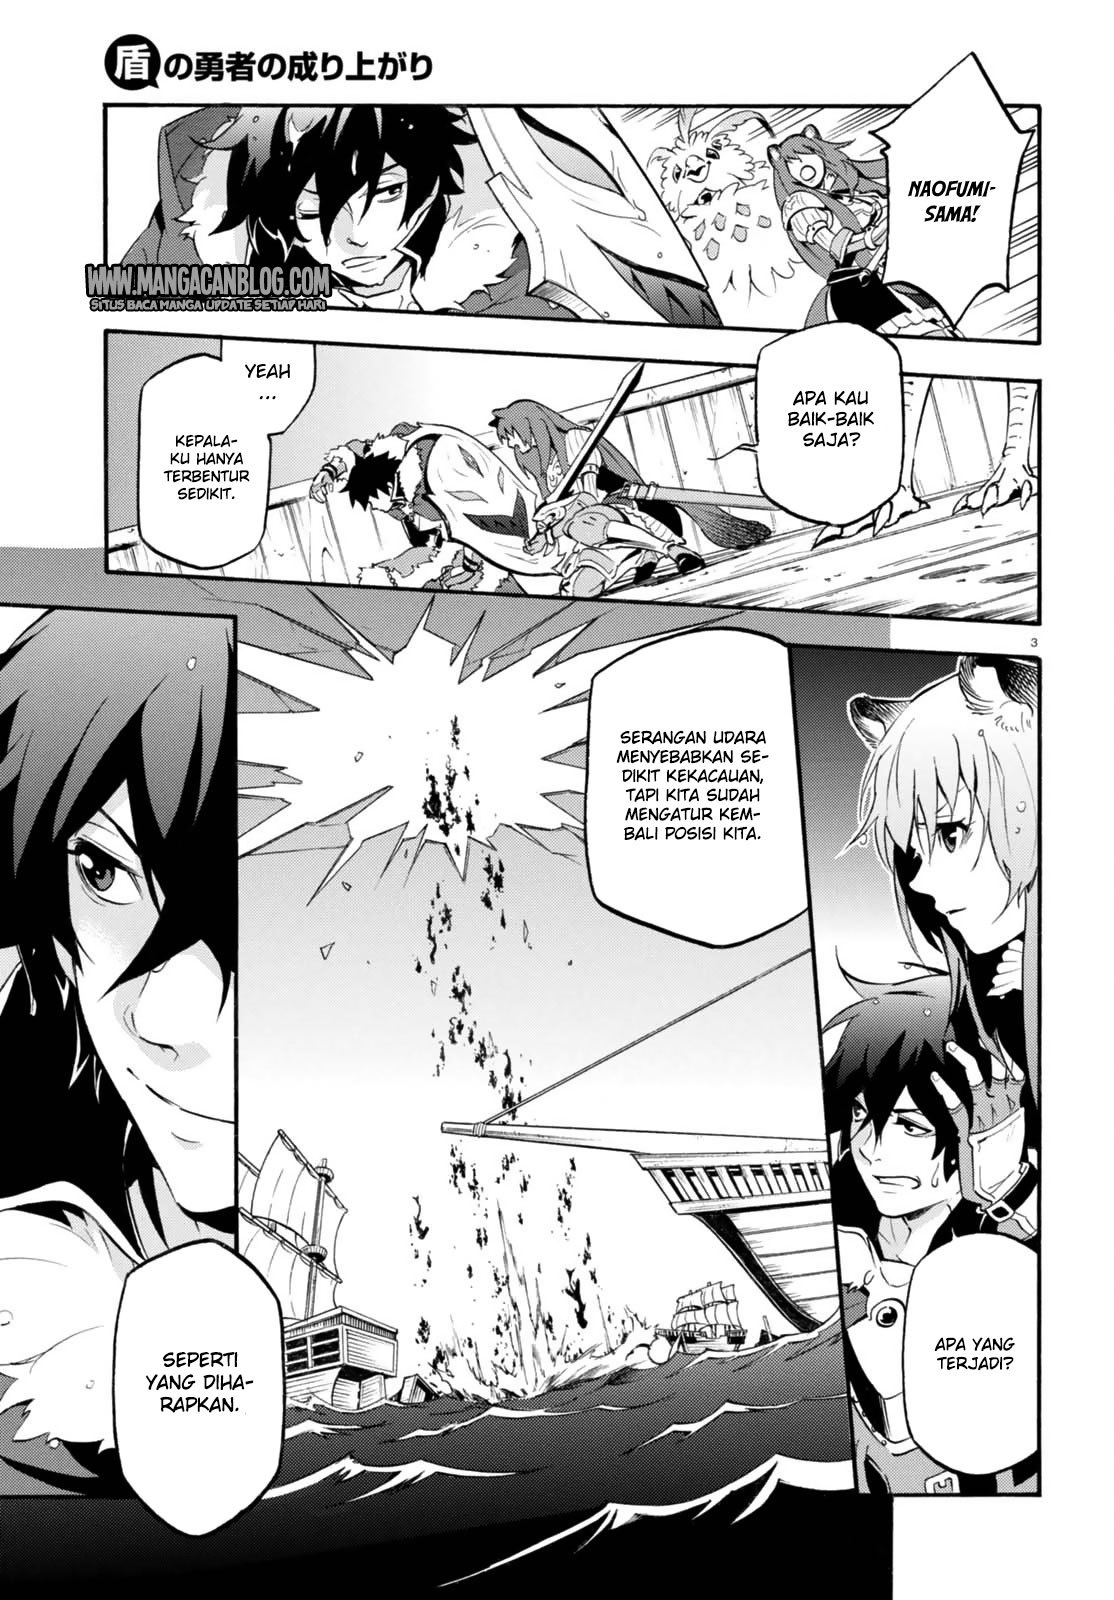 盾の勇者の成り上がり
NAOFUMI-
SAMA!
WWW.MANGACANBLOG.COM
SITUS BACA MANGA UPDATE SETIAP HARI
APA KAU
BAIK-BAIK
SAJA?
YEAH
...
KEPALA-
KU HANYA
TERBENTUR
SEDIKIT.
3
SERANGAN UDARA
MENYEBABKAN SE-
DIKIT KEKACAUAN,
TAPI KITA SUDAH
MENGATUR KEM-
BALI POSISI KITA.
APA YANG
TERJADI?
SEPERTI
YANG DIHA-
RAPKAN.